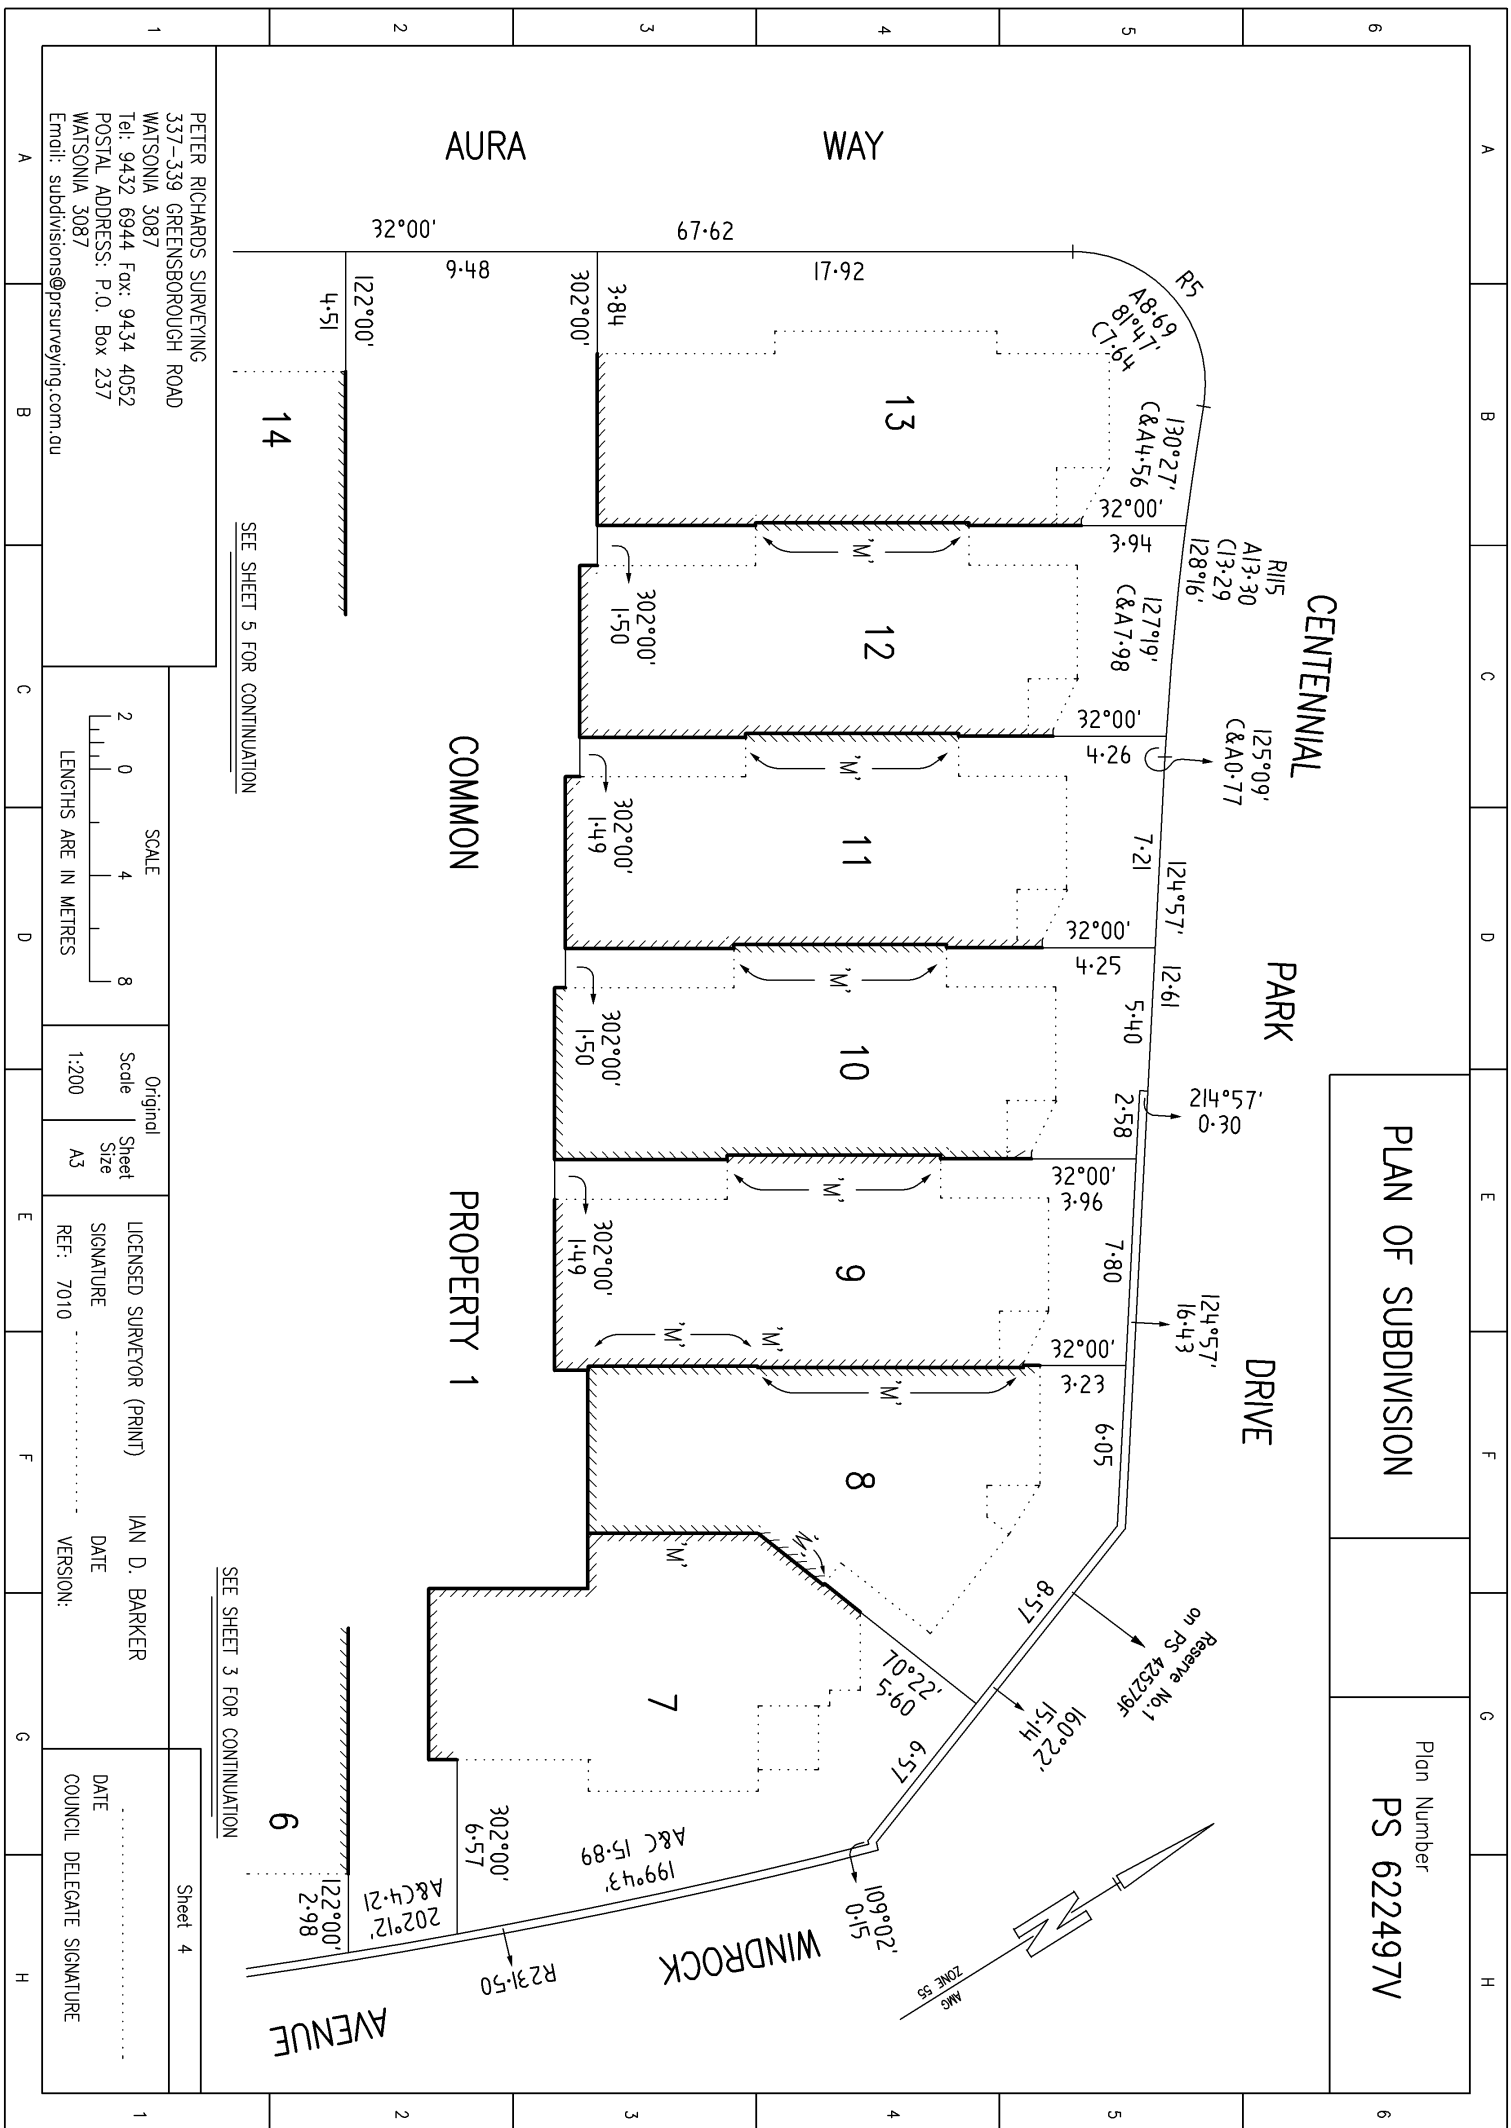 PLAN OF SUBDIVISION
Plan Number
PS 622497V
CENTENNIAL
PARK
DRIVE
AURA
WAY
WINDROCK
AVENUE
COMMON
PROPERTY 1
32°00'
67·62
9·48
17·92
R5
A8·69
81°47'
C7·64
130°27'
C&A4·56
32°00'
3·94
R115
A13·30
C13·29
128°16'
127°19'
C&A7·98
32°00'
4·26
125°09'
C&A0·77
7·21
124°57'
12·61
32°00'
4·25
5·40
214°57'
0·30
2·58
32°00'
3·96
7·80
124°57'
16·43
32°00'
3·23
6·05
8·57
Reserve No.1
on PS 425279F
160°22'
15·14
70°22'
5·60
6·57
109°02'
0·15
199°43'
A&C 15·89
302°00'
6·57
202°12'
A&C4·21
122°00'
2·98
R231·50
3·84
302°00'
122°00'
4·51
302°00'
1·50
302°00'
1·49
302°00'
1·50
302°00'
1·49
13
12
11
10
9
8
7
14
6
'M'
'M'
'M'
'M'
'M'
'M'
'M'
'M'
'M'
N
AMG
ZONE 55
SEE SHEET 5 FOR CONTINUATION
SEE SHEET 3 FOR CONTINUATION
PETER RICHARDS SURVEYING
337-339 GREENSBOROUGH ROAD
WATSONIA 3087
Tel: 9432 6944 Fax: 9434 4052
POSTAL ADDRESS: P.O. Box 237
WATSONIA 3087
Email: subdivisions@prsurveying.com.au
SCALE
2 0 4 8
LENGTHS ARE IN METRES
Original
Scale
1:200
Sheet
Size
A3
LICENSED SURVEYOR (PRINT) IAN D. BARKER
SIGNATURE DATE
REF: 7010 VERSION:
Sheet 4
DATE
COUNCIL DELEGATE SIGNATURE
A B C D E F G H
A B C D E F G H
1 2 3 4 5 6
1 2 3 4 5 6